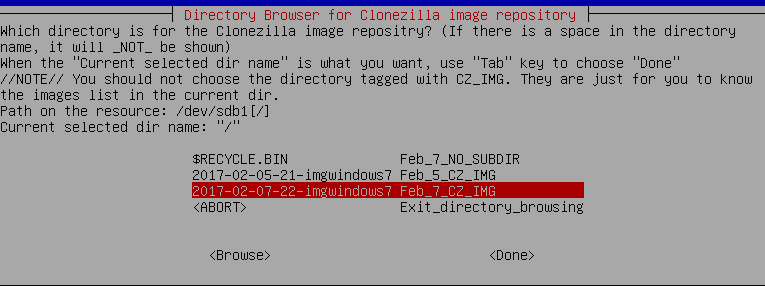 Directory Browser for Clonezilla image repository
Which directory is for the Clonezilla image repositry? (If there is a space in the directory
name, it will _NOT_ be shown)
When the "Current selected dir name" is what you want, use "Tab" key to choose "Done"
//NOTE// You should not choose the directory tagged with CZ_IMG. They are just for you to know
the images list in the current dir.
Path on the resource: /dev/sdb1[/]
Current selected dir name: "/"
$RECYCLE.BIN Feb_7_NO_SUBDIR
2017-02-05-21-imgwindows7 Feb_5_CZ_IMG
2017-02-07-22-imgwindows7 Feb_7_CZ_IMG
<ABORT> Exit_directory_browsing
<Browse> <Done>